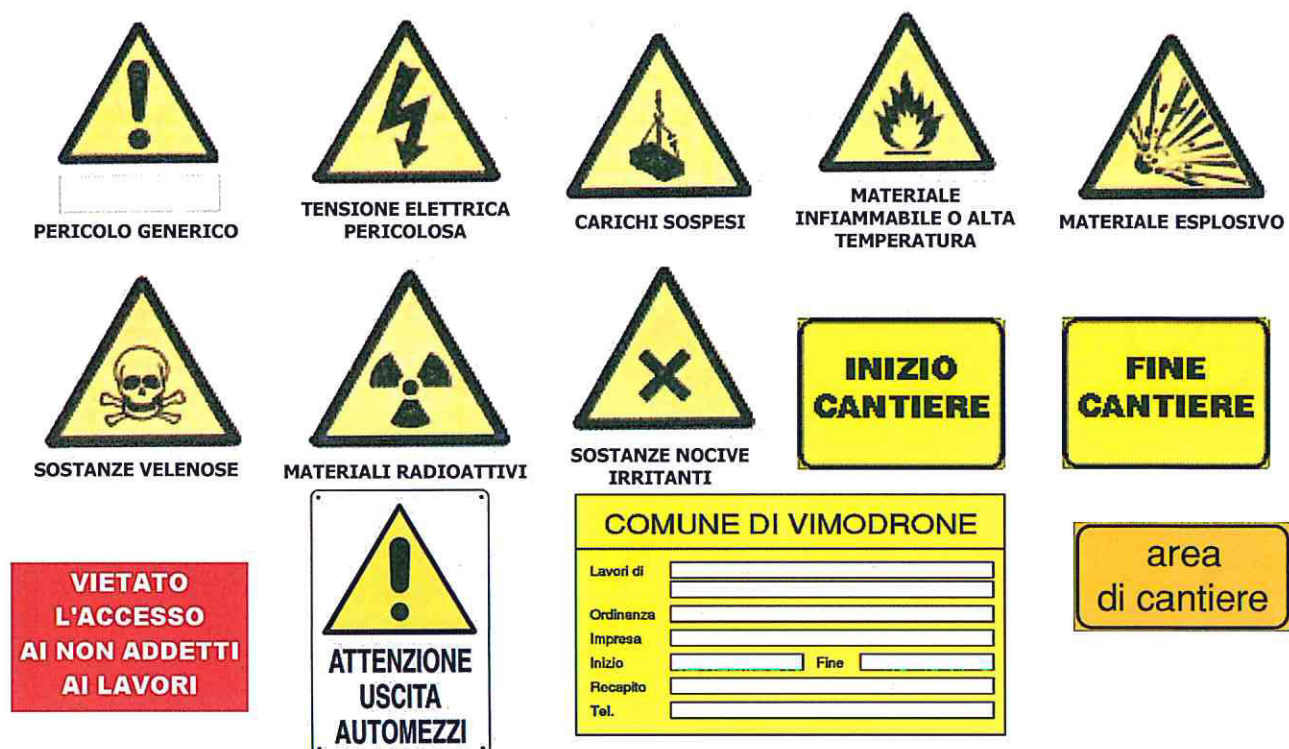 PERICOLO GENERICO
TENSIONE ELETTRICA
PERICOLOSA
CARICHI SOSPESI
MATERIALE
INFIAMMABILE O ALTA
TEMPERATURA
MATERIALE ESPLOSIVO
SOSTANZE VELENOSE
MATERIALI RADIOATTIVI
SOSTANZE NOCIVE
IRRITANTI
INIZIO
CANTIERE
FINE
CANTIERE
VIETATO
L'ACCESSO
AI NON ADDETTI
AI LAVORI
ATTENZIONE
USCITA
AUTOMEZZI
COMUNE DI VIMODRONE
Lavori di
Ordinanza
Impresa
Inizio Fine
Recapito
Tel.
area
di cantiere